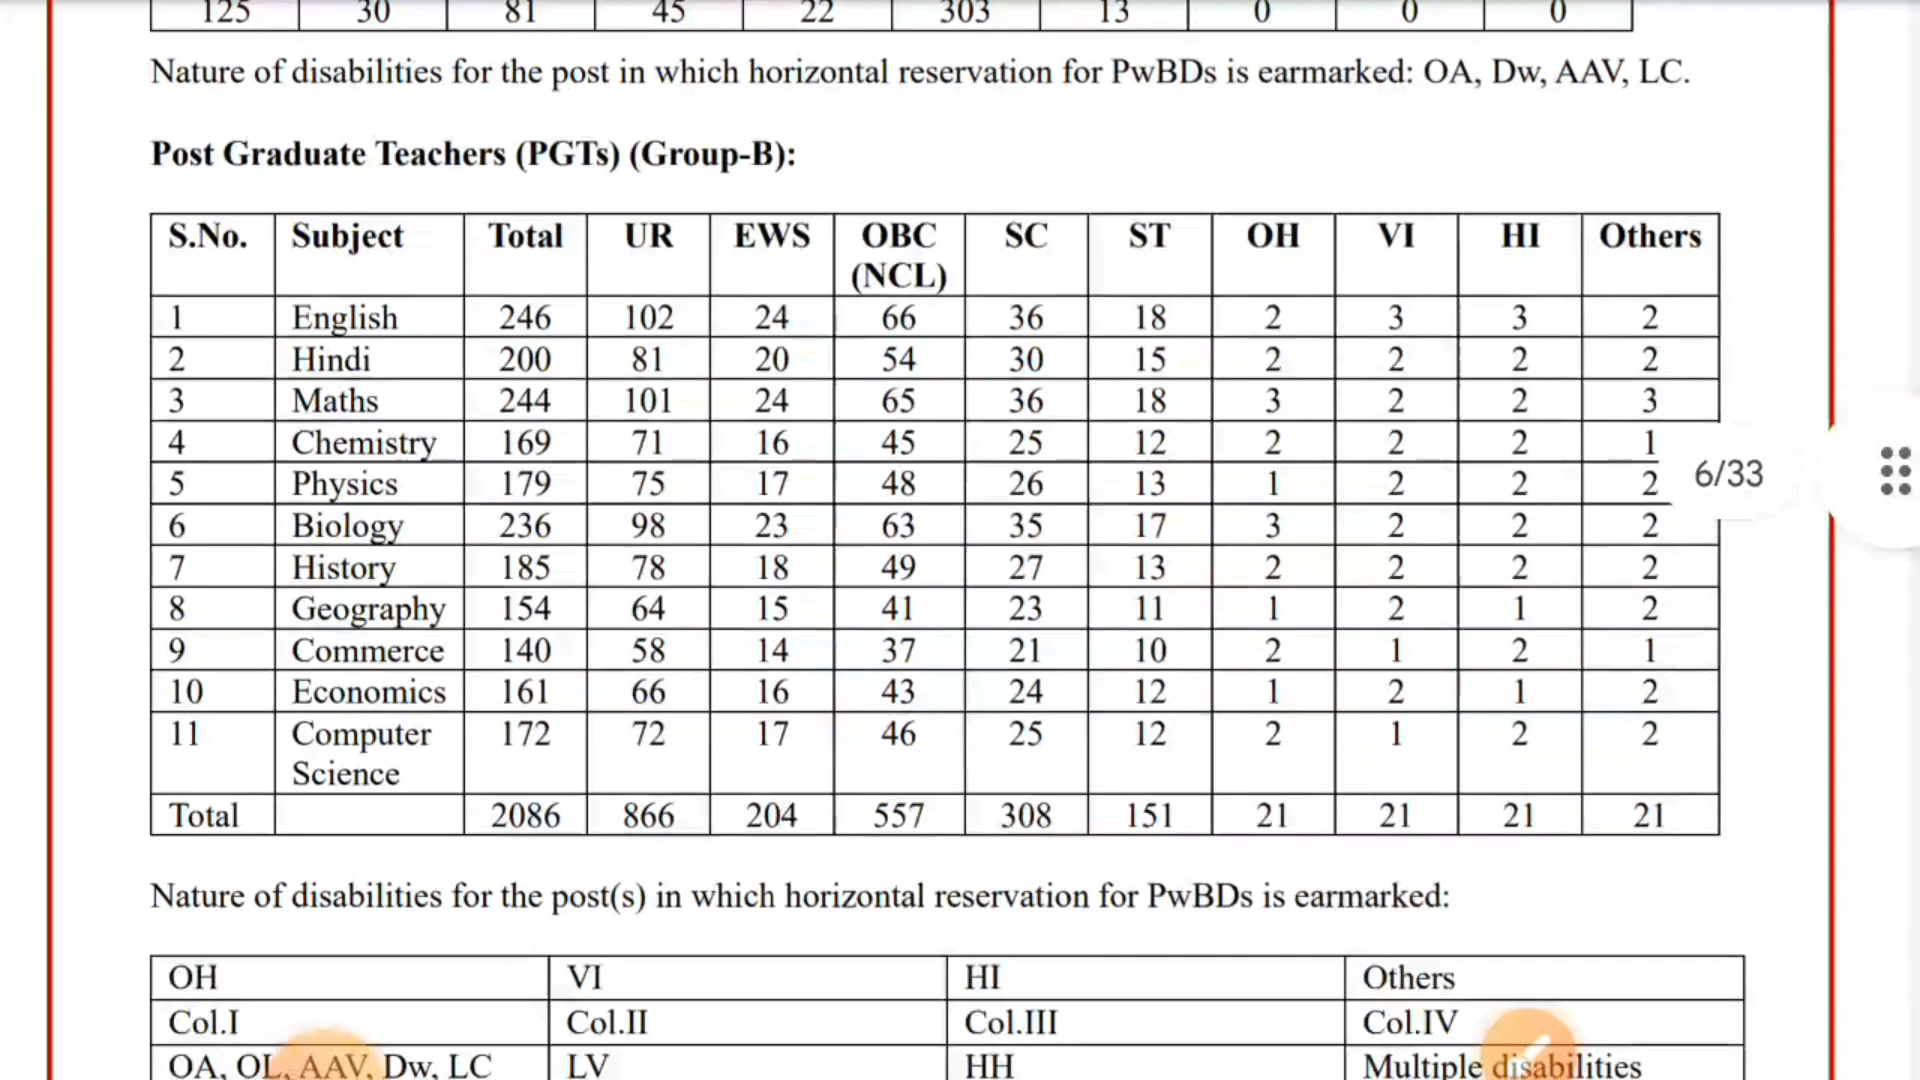 125 30 81 45 22 303 13 0 0 0
Nature of disabilities for the post in which horizontal reservation for PwBDs is earmarked: OA, Dw, AAV, LC.
Post Graduate Teachers (PGTs) (Group-B):
S.No. Subject Total UR EWS OBC (NCL) SC ST OH VI HI Others
1 English 246 102 24 66 36 18 2 3 3 2
2 Hindi 200 81 20 54 30 15 2 2 2 2
3 Maths 244 101 24 65 36 18 3 2 2 3
4 Chemistry 169 71 16 45 25 12 2 2 2 1
5 Physics 179 75 17 48 26 13 1 2 2 2
6/33
6 Biology 236 98 23 63 35 17 3 2 2 2
7 History 185 78 18 49 27 13 2 2 2 2
8 Geography 154 64 15 41 23 11 1 2 1 2
9 Commerce 140 58 14 37 21 10 2 1 2 1
10 Economics 161 66 16 43 24 12 1 2 1 2
11 Computer Science 172 72 17 46 25 12 2 1 2 2
Total 2086 866 204 557 308 151 21 21 21 21
Nature of disabilities for the post(s) in which horizontal reservation for PwBDs is earmarked:
OH VI HI Others
Col.I Col.II Col.III Col.IV
OA, OL, AAV, Dw, LC LV HH Multiple disabilities